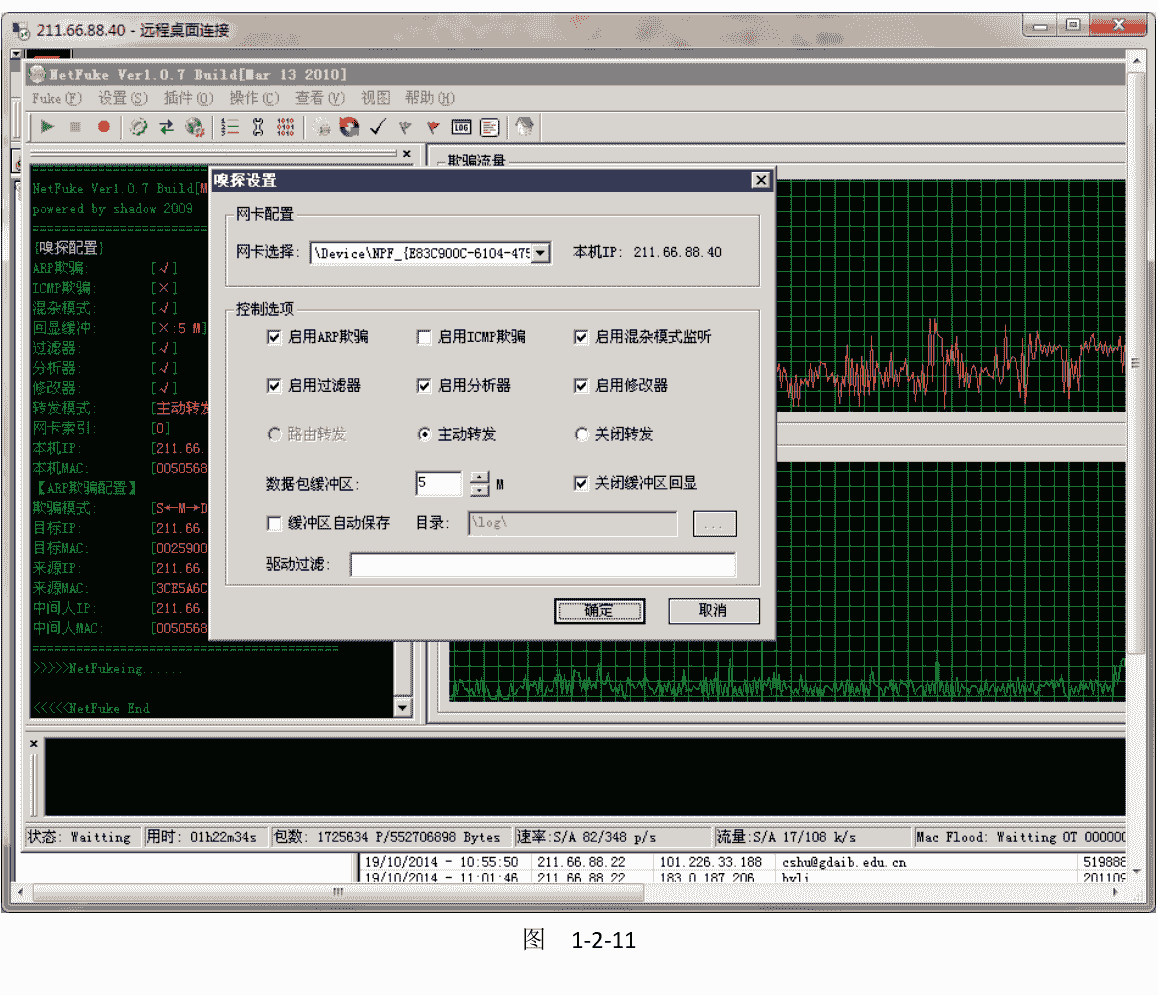 211.66.88.40 - 远程桌面连接
NetFuke Ver1.0.7 Build[Mar 13 2010]
Fuke(F) 设置(S) 插件(Q) 操作(C) 查看(V) 视图 帮助(H)
欺骗流量
NetFuke Ver1.0.7 Build[M
powered by shadow 2009
{嗅探配置}
ARP欺骗: [√]
ICMP欺骗: [×]
混杂模式: [√]
回显缓冲: [×:5 M]
过滤器: [√]
分析器: [√]
修改器: [√]
转发模式: [主动转发
网卡索引: [0]
本机IP: [211.66.
本机MAC: [0050568
【ARP欺骗配置】
欺骗模式: [S←M→D
目标IP: [211.66.
目标MAC: [0025900
来源IP: [211.66.
来源MAC: [3CE5A6C
中间人IP: [211.66.
中间人MAC: [0050568
>>>>>NetFukeing......
<<<<<NetFuke End
嗅探设置
网卡配置
网卡选择: \Device\NPF_{E83C900C-6104-475 本机IP: 211.66.88.40
控制选项
启用ARP欺骗 启用ICMP欺骗 启用混杂模式监听
启用过滤器 启用分析器 启用修改器
路由转发 主动转发 关闭转发
数据包缓冲区: 5 M 关闭缓冲区回显
缓冲区自动保存 目录: \log\ ...
驱动过滤:
确定 取消
状态: Waitting 用时: 01h22m34s 包数: 1725634 P/552706898 Bytes 速率:S/A 82/348 p/s 流量:S/A 17/108 k/s Mac Flood: Waitting OT 000000
19/10/2014 - 10:55:50 211.66.88.22 101.226.33.188 cshu@gdaib.edu.cn 519886
19/10/2014 - 11:01:46 211.66.88.22 183.0.187.206
图 1-2-11